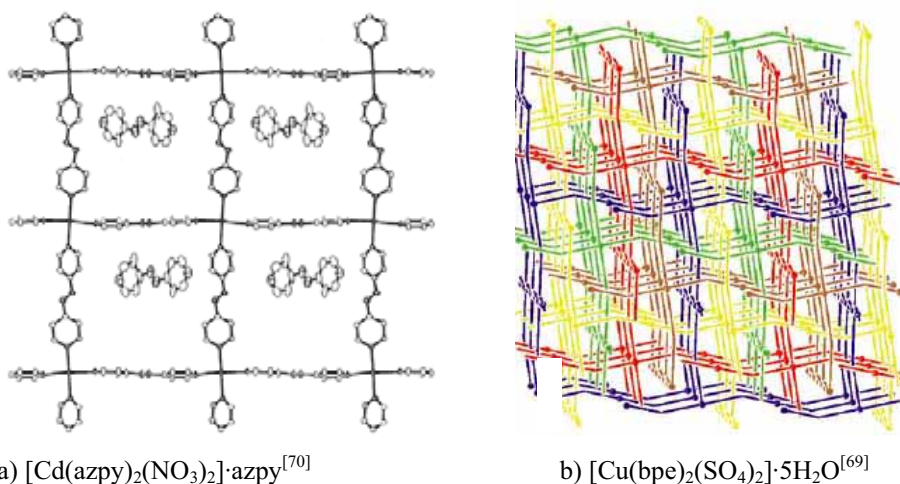 a) [Cd(azpy)₂(NO₃)₂]·azpy[70]
b) [Cu(bpe)₂(SO₄)₂]·5H₂O[69]